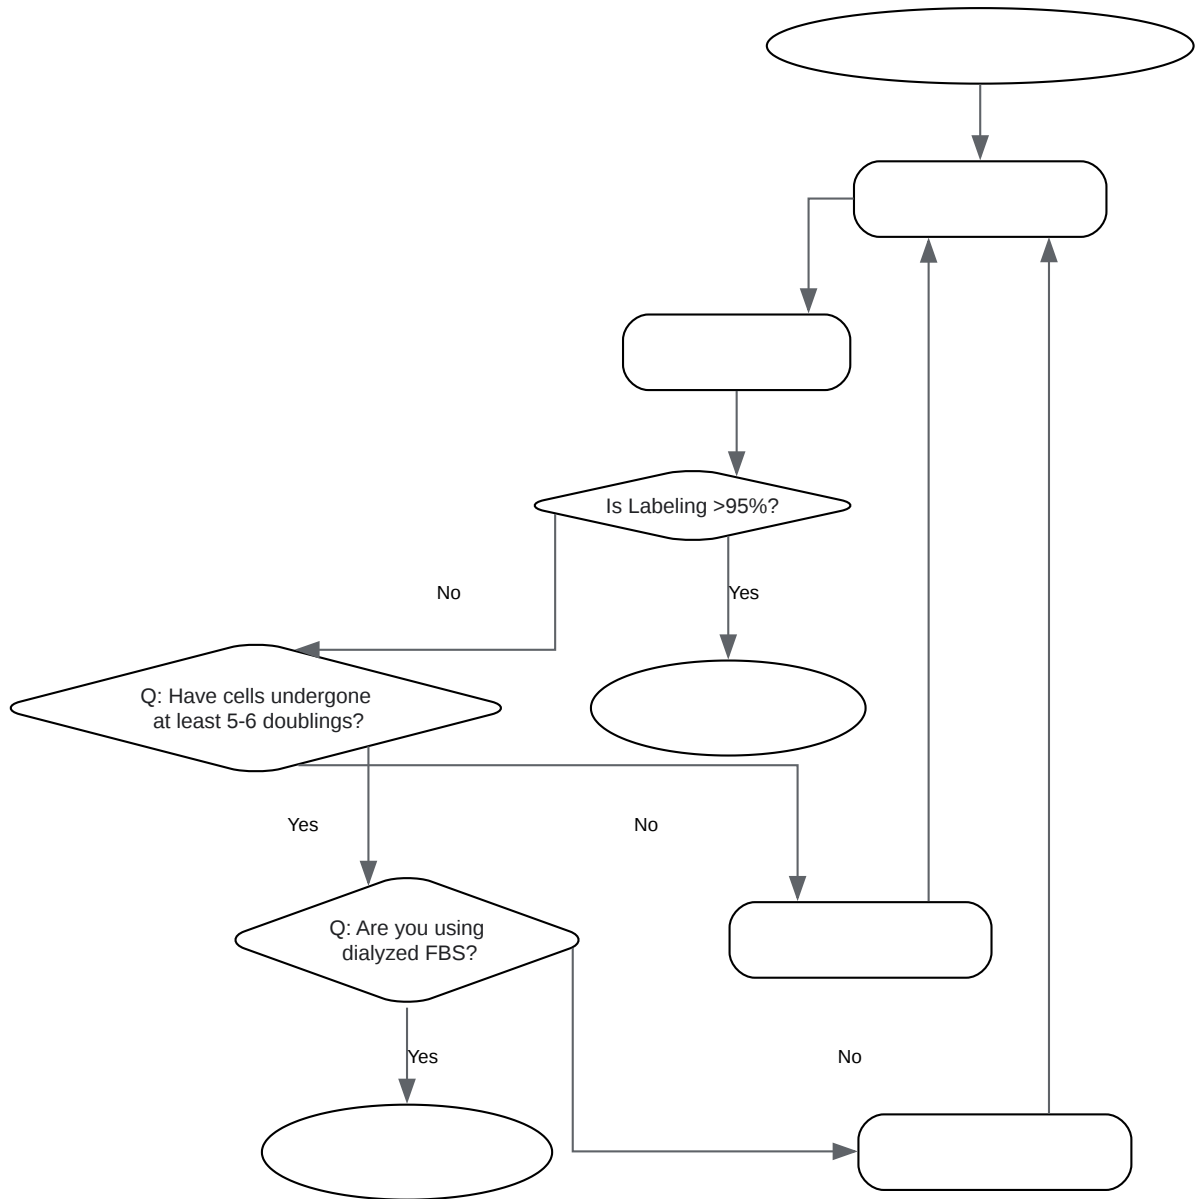 Is Labeling >95%?
No
Yes
Q: Have cells undergone
at least 5-6 doublings?
Yes
No
Q: Are you using
dialyzed FBS?
Yes
No